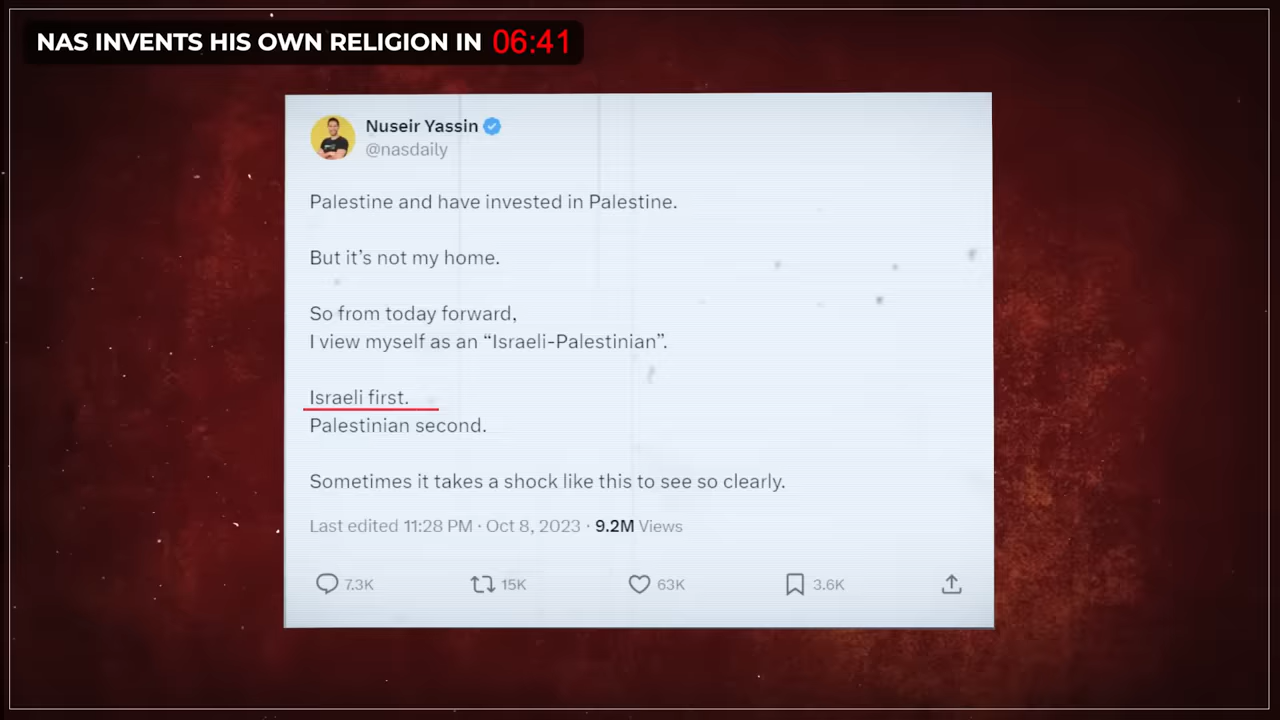 NAS INVENTS HIS OWN RELIGION IN 06:41
Nuseir Yassin
@nasdaily
Palestine and have invested in Palestine.
But it’s not my home.
So from today forward,
I view myself as an “Israeli-Palestinian”.
Israeli first.
Palestinian second.
Sometimes it takes a shock like this to see so clearly.
Last edited 11:28 PM · Oct 8, 2023 · 9.2M Views
7.3K 15K 63K 3.6K